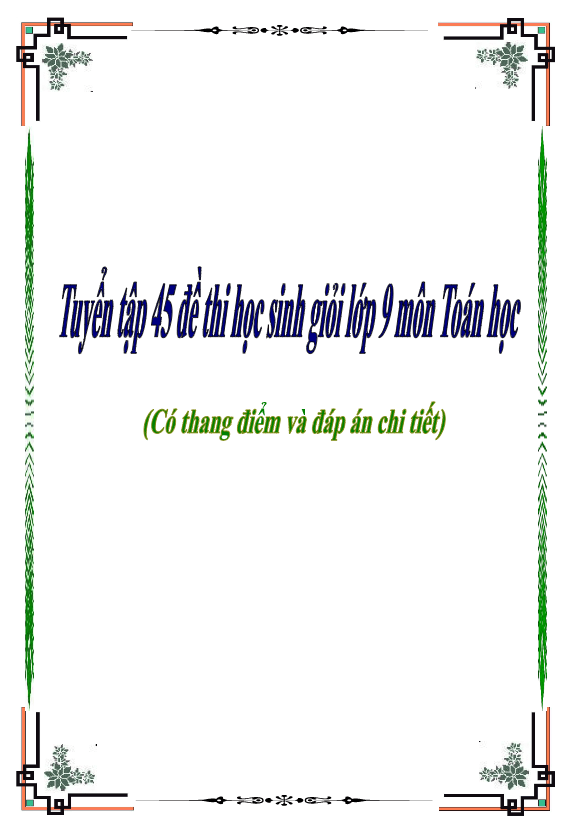 Tuyển tập 45 đề thi học sinh giỏi lớp 9 môn Toán học
(Có thang điểm và đáp án chi tiết)